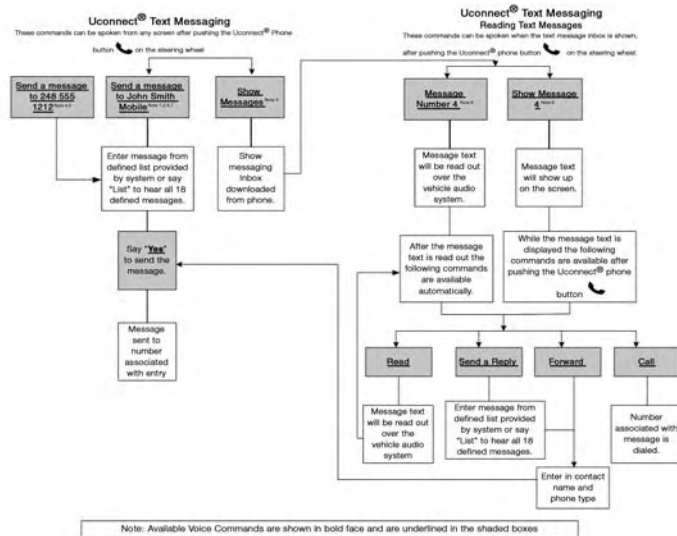 Uconnect® Text Messaging
These commands can be spoken from any screen after pushing the Uconnect® Phone
button on the steering wheel
Send a message
to 248 555
1212
Send a message
to John Smith
Mobile
Show
Messages
Enter message from
defined list provided
by system or say
"List" to hear all 18
defined messages.
Show
messaging
Inbox
downloaded
from phone.
Say "Yes"
to send the
message.
Message
sent to
number
associated
with entry
Uconnect® Text Messaging
Reading Text Messages
These commands can be spoken when the text message inbox is shown,
after pushing the Uconnect® phone button on the steering wheel.
Message
Number 4
Show Message
4
Message text
will be read out
over the
vehicle audio
system.
Message text
will show up
on the screen.
After the message
text is read out the
following commands
are available
automatically.
While the message text is
displayed the following
commands are available after
pushing the Uconnect® phone
button
Read
Send a Reply
Forward
Call
Message text
will be read out
over the
vehicle audio
system
Enter message from
defined list provided
by system or say
"List" to hear all 18
defined messages.
Number
associated with
message is
dialed.
Enter in contact
name and
phone type
Note: Available Voice Commands are shown in bold face and are underlined in the shaded boxes